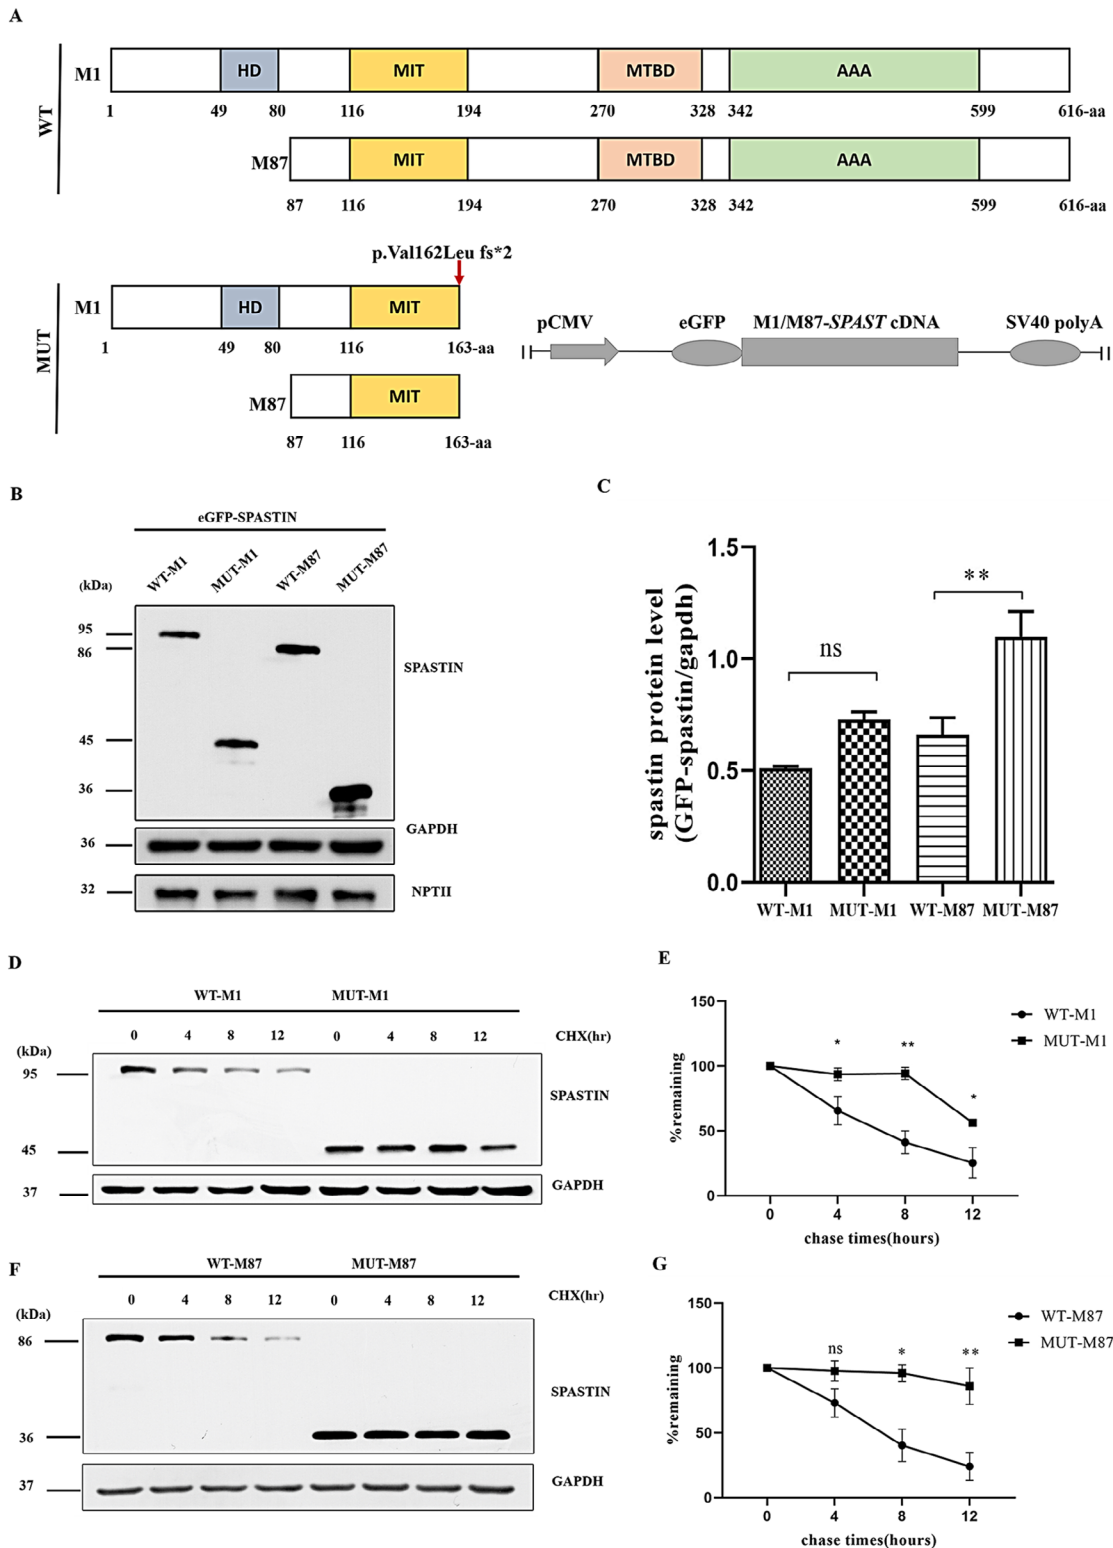 A
WT
M1
HD MIT MTBD AAA
1 49 80 116 194 270 328 342 599 616-aa
M87
MIT MTBD AAA
87 116 194 270 328 342 599 616-aa
p.Val162Leu fs*2
MUT
M1
HD MIT
1 49 80 116 163-aa
M87
MIT
87 116 163-aa
pCMV eGFP M1/M87-SPAST cDNA SV40 polyA
B
eGFP-SPASTIN
(kDa) WT-M1 MUT-M1 WT-M87 MUT-M87
95
86
SPASTIN
45
36
GAPDH
36
32 NPTII
C
spastin protein level
(GFP-spastin/gapdh)
1.5
1.0
0.5
0.0
ns
**
WT-M1 MUT-M1 WT-M87 MUT-M87
D
WT-M1 MUT-M1
0 4 8 12 0 4 8 12 CHX(hr)
(kDa)
95
SPASTIN
45
37 GAPDH
E
%remaining
150
100
50
0
* ** *
WT-M1
MUT-M1
0 4 8 12
chase times(hours)
F
WT-M87 MUT-M87
0 4 8 12 0 4 8 12 CHX(hr)
(kDa)
86
SPASTIN
36
37 GAPDH
G
%remaining
150
100
50
0
ns * **
WT-M87
MUT-M87
0 4 8 12
chase times(hours)